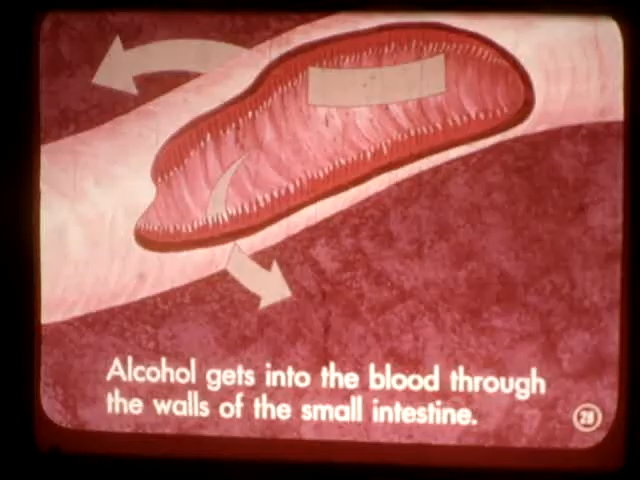 Alcohol gets into the blood through
the walls of the small intestine.
28